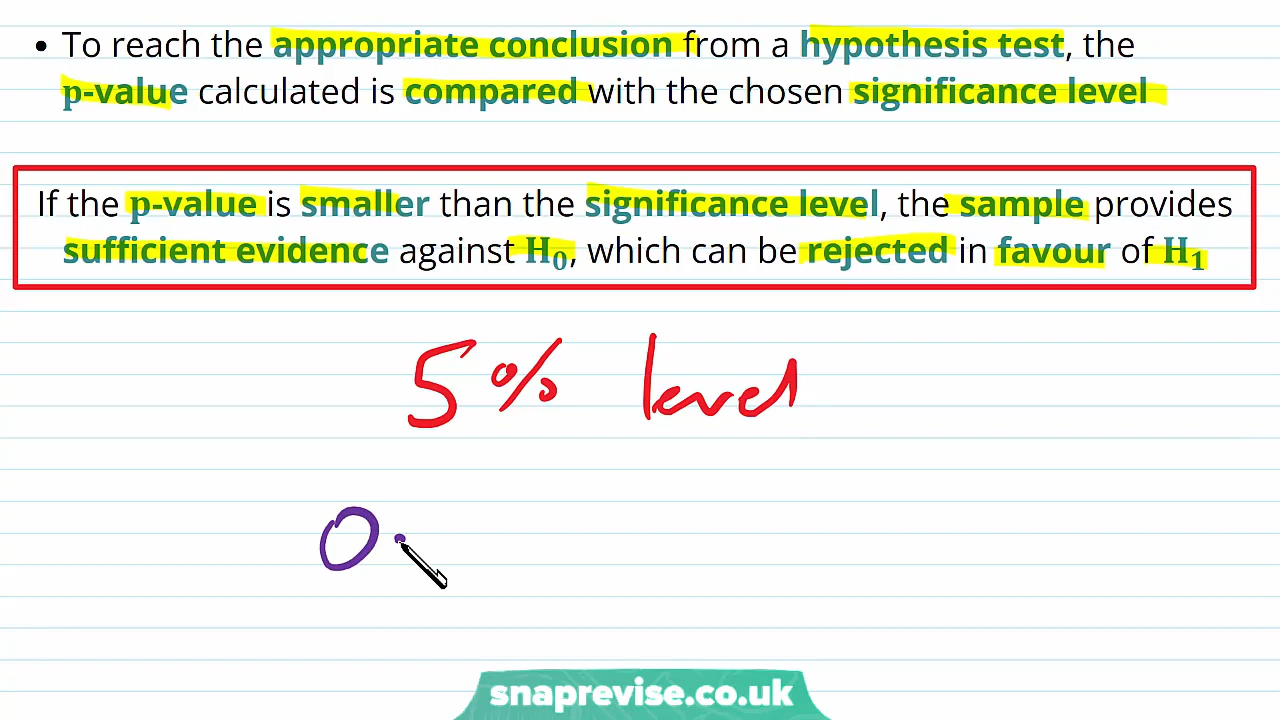 • To reach the appropriate conclusion from a hypothesis test, the
p-value calculated is compared with the chosen significance level
If the p-value is smaller than the significance level, the sample provides
sufficient evidence against H₀, which can be rejected in favour of H₁
5% level
0.
snaprevise.co.uk